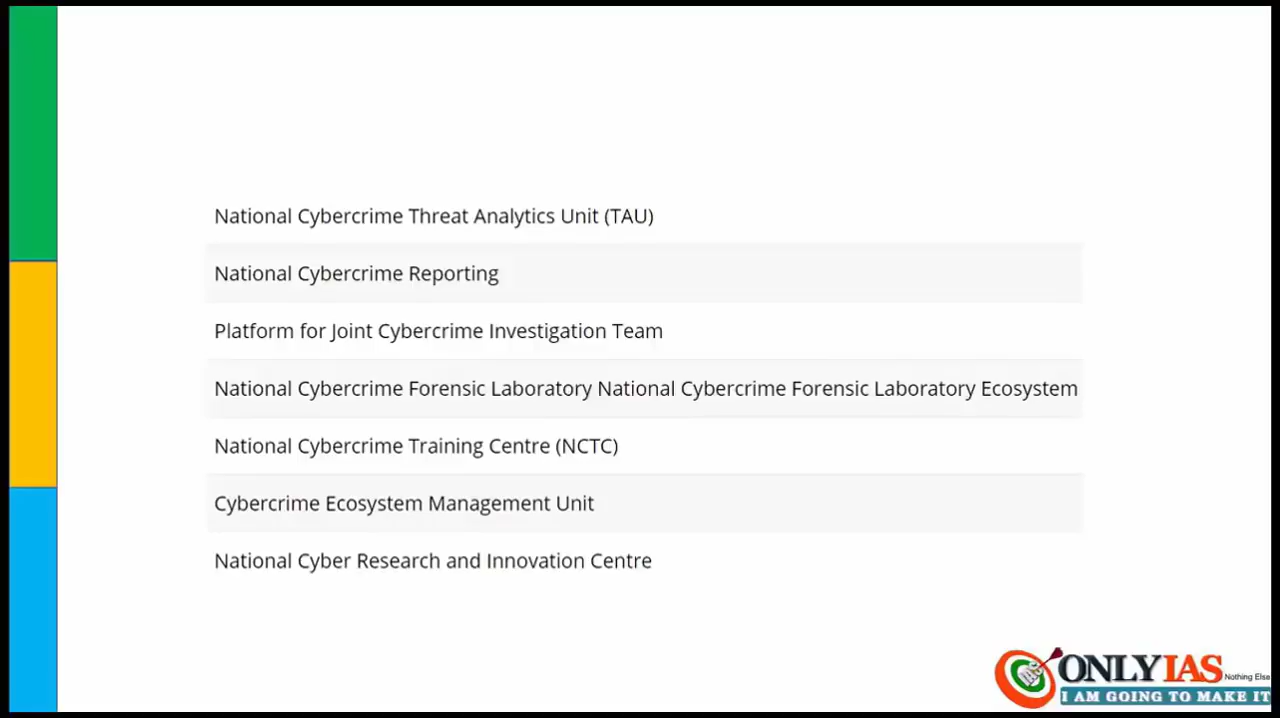 National Cybercrime Threat Analytics Unit (TAU)
National Cybercrime Reporting
Platform for Joint Cybercrime Investigation Team
National Cybercrime Forensic Laboratory National Cybercrime Forensic Laboratory Ecosystem
National Cybercrime Training Centre (NCTC)
Cybercrime Ecosystem Management Unit
National Cyber Research and Innovation Centre
ONLYIAS Nothing Else
I AM GOING TO MAKE IT